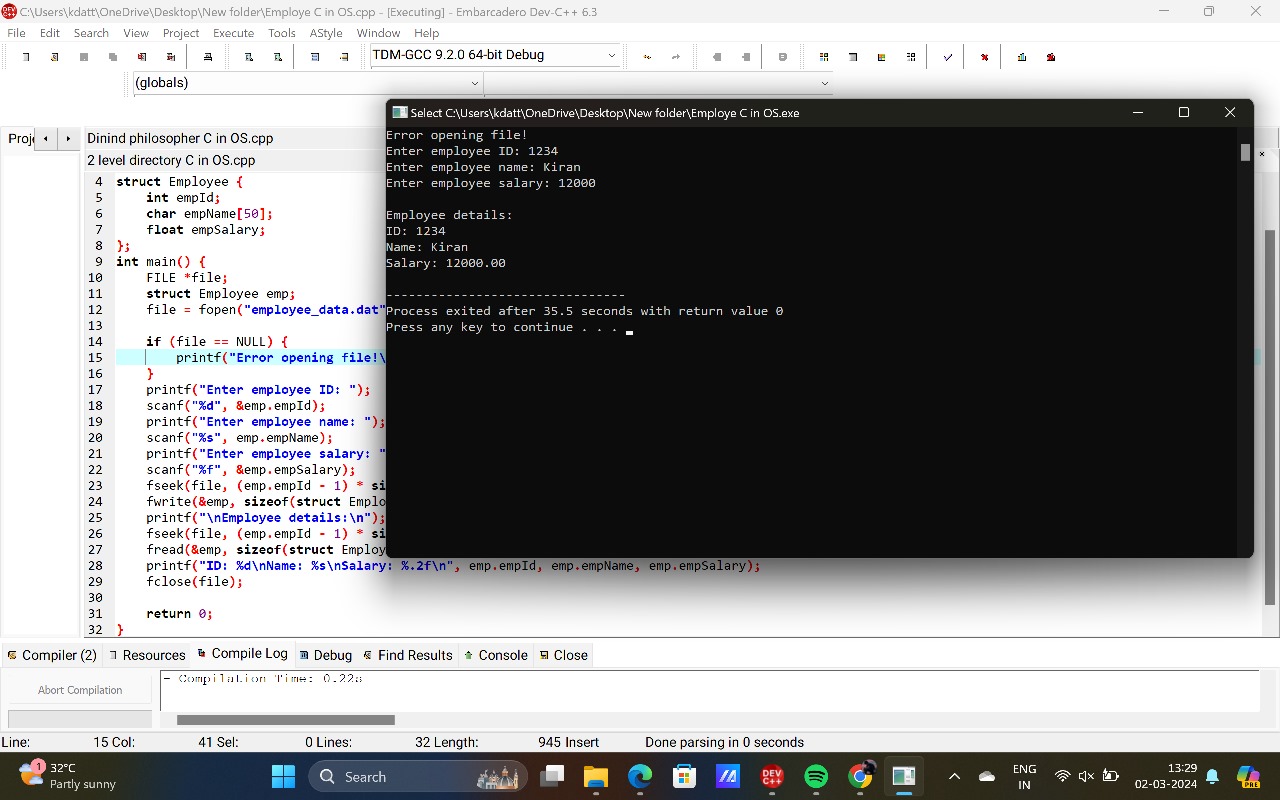 C:\Users\kdatt\OneDrive\Desktop\New folder\Employe C in OS.cpp - [Executing] - Embarcadero Dev-C++ 6.3
File Edit Search View Project Execute Tools AStyle Window Help
TDM-GCC 9.2.0 64-bit Debug
(globals)
Select C:\Users\kdatt\OneDrive\Desktop\New folder\Employe C in OS.exe
Error opening file!
Enter employee ID: 1234
Enter employee name: Kiran
Enter employee salary: 12000
Employee details:
ID: 1234
Name: Kiran
Salary: 12000.00
--------------------------------
Process exited after 35.5 seconds with return value 0
Press any key to continue . . .
Proje
Dinind philosopher C in OS.cpp
2 level directory C in OS.cpp
4 struct Employee {
5 int empId;
6 char empName[50];
7 float empSalary;
8 };
9 int main() {
10 FILE *file;
11 struct Employee emp;
12 file = fopen("employee_data.dat"
13
14 if (file == NULL) {
15 printf("Error opening file!\
16 }
17 printf("Enter employee ID: ");
18 scanf("%d", &emp.empId);
19 printf("Enter employee name: ");
20 scanf("%s", emp.empName);
21 printf("Enter employee salary: "
22 scanf("%f", &emp.empSalary);
23 fseek(file, (emp.empId - 1) * si
24 fwrite(&emp, sizeof(struct Emplo
25 printf("\nEmployee details:\n");
26 fseek(file, (emp.empId - 1) * si
27 fread(&emp, sizeof(struct Employ
28 printf("ID: %d\nName: %s\nSalary: %.2f\n", emp.empId, emp.empName, emp.empSalary);
29 fclose(file);
30
31 return 0;
32 }
Compiler (2) Resources Compile Log Debug Find Results Console Close
Abort Compilation
- Compilation Time: 0.22s
Line: 15 Col: 41 Sel: 0 Lines: 32 Length: 945 Insert Done parsing in 0 seconds
1
32°C
Partly sunny
Search
DEV C++
ENG
IN
13:29
02-03-2024
PRE